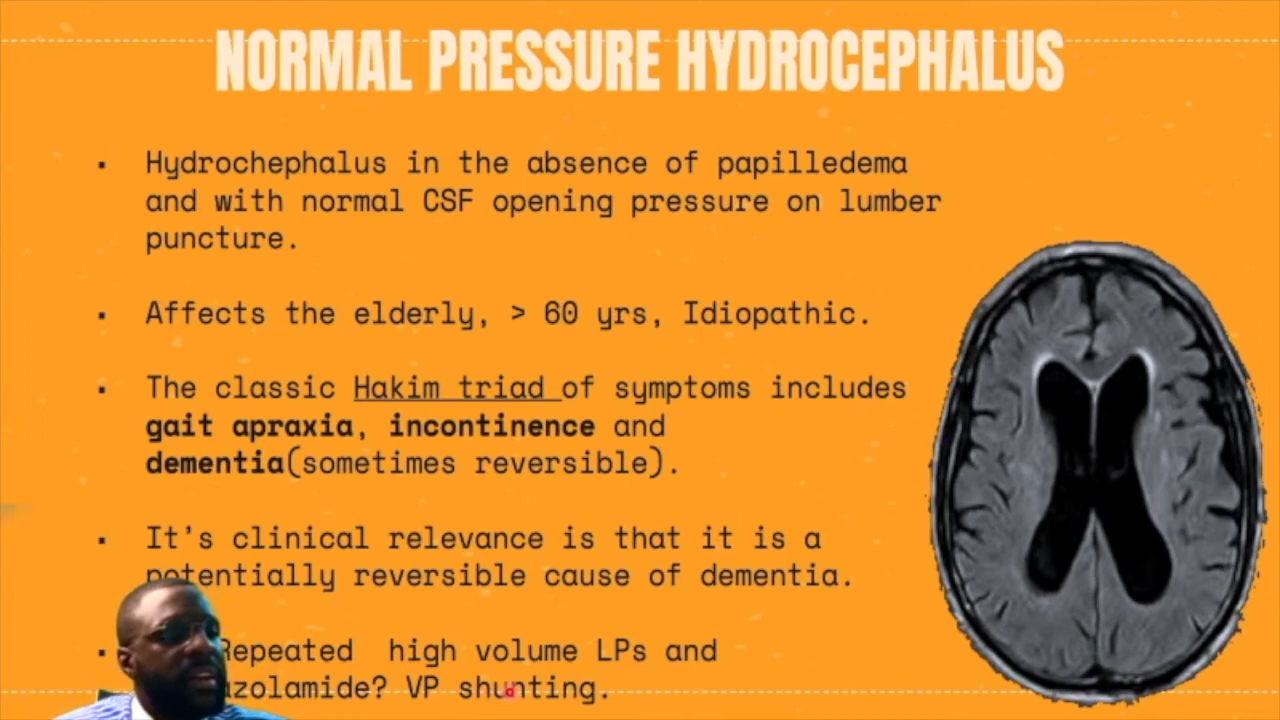 NORMAL PRESSURE HYDROCEPHALUS
▪ Hydrochephalus in the absence of papilledema
and with normal CSF opening pressure on lumber
puncture.
▪ Affects the elderly, > 60 yrs, Idiopathic.
▪ The classic Hakim triad of symptoms includes
gait apraxia, incontinence and
dementia(sometimes reversible).
▪ It's clinical relevance is that it is a
potentially reversible cause of dementia.
▪ Repeated high volume LPs and
azolamide? VP shunting.